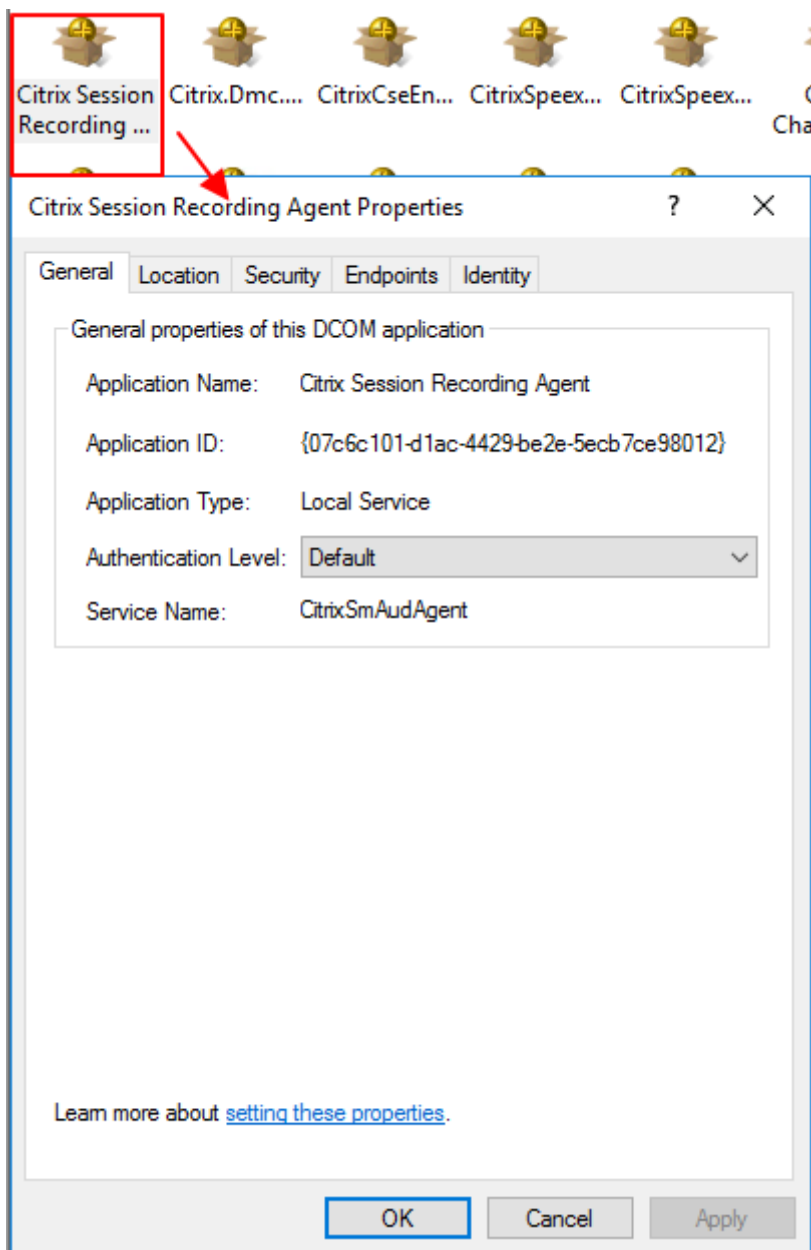 Citrix Session Recording ...
Citrix.Dmc....
CitrixCseEn...
CitrixSpeex...
CitrixSpeex...
Cha
Citrix Session Recording Agent Properties
?
General Location Security Endpoints Identity
General properties of this DCOM application
Application Name: Citrix Session Recording Agent
Application ID: {07c6c101-d1ac-4429-be2e-5ecb7ce98012}
Application Type: Local Service
Authentication Level: Default
Service Name: CitrixSmAudAgent
Learn more about setting these properties.
OK Cancel Apply